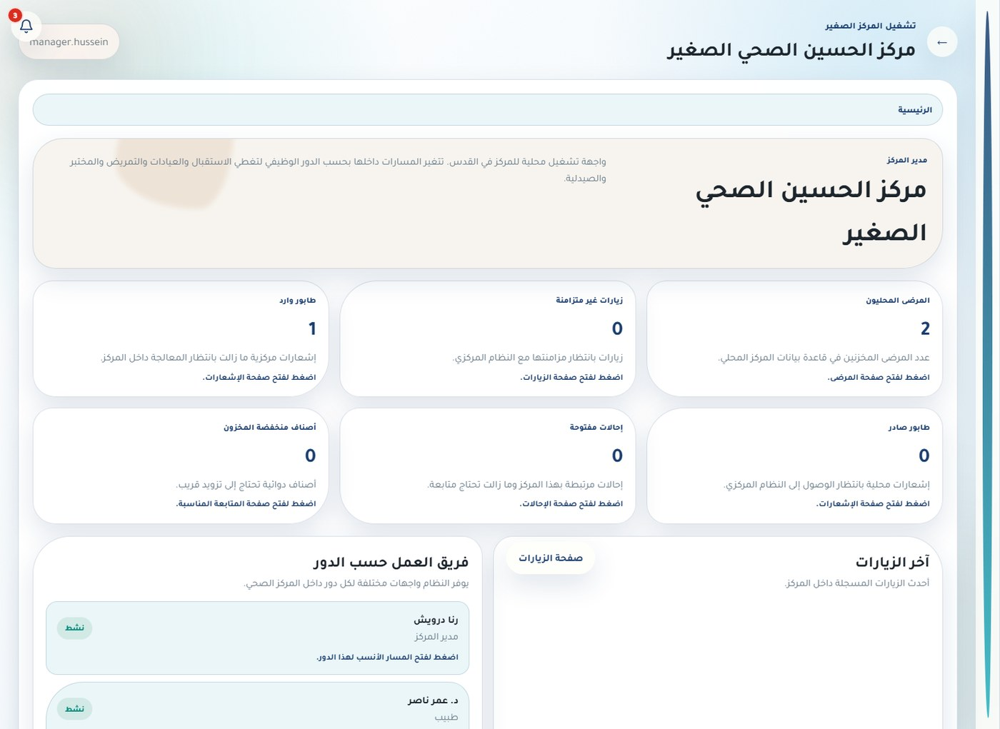 تشغيل المركز الصغير
مركز الحسين الصحي الصغير
←
3
manager.hussein
الرئيسية
مدير المركز
مركز الحسين الصحي
الصغير
واجهة تشغيل محلية للمركز في القدس. تتغير المسارات داخلها بحسب الدور الوظيفي لتغطي الاستقبال والعيادات والتمريض والمختبر
والصيدلية.
المرضى المحليون
2
عدد المرضى المخزنين في قاعدة بيانات المركز المحلي.
اضغط لفتح صفحة المرضى.
زيارات غير متزامنة
0
زيارات بانتظار مزامنتها مع النظام المركزي.
اضغط لفتح صفحة الزيارات.
طابور وارد
1
إشعارات مركزية ما زالت بانتظار المعالجة داخل المركز.
اضغط لفتح صفحة الإشعارات.
طابور صادر
0
إشعارات محلية بانتظار الوصول إلى النظام المركزي.
اضغط لفتح صفحة الإشعارات.
إحالات مفتوحة
0
إحالات مرتبطة بهذا المركز وما زالت تحتاج متابعة.
اضغط لفتح صفحة الإحالات.
أصناف منخفضة المخزون
0
أصناف دوائية تحتاج إلى تزويد قريب.
اضغط لفتح صفحة المتابعة المناسبة.
آخر الزيارات
أحدث الزيارات المسجلة داخل المركز.
صفحة الزيارات
فريق العمل حسب الدور
يوفر النظام واجهات مختلفة لكل دور داخل المركز الصحي.
رنا درويش
مدير المركز
اضغط لفتح المسار الأنسب لهذا الدور.
نشط
د. عمر ناصر
طبيب
نشط